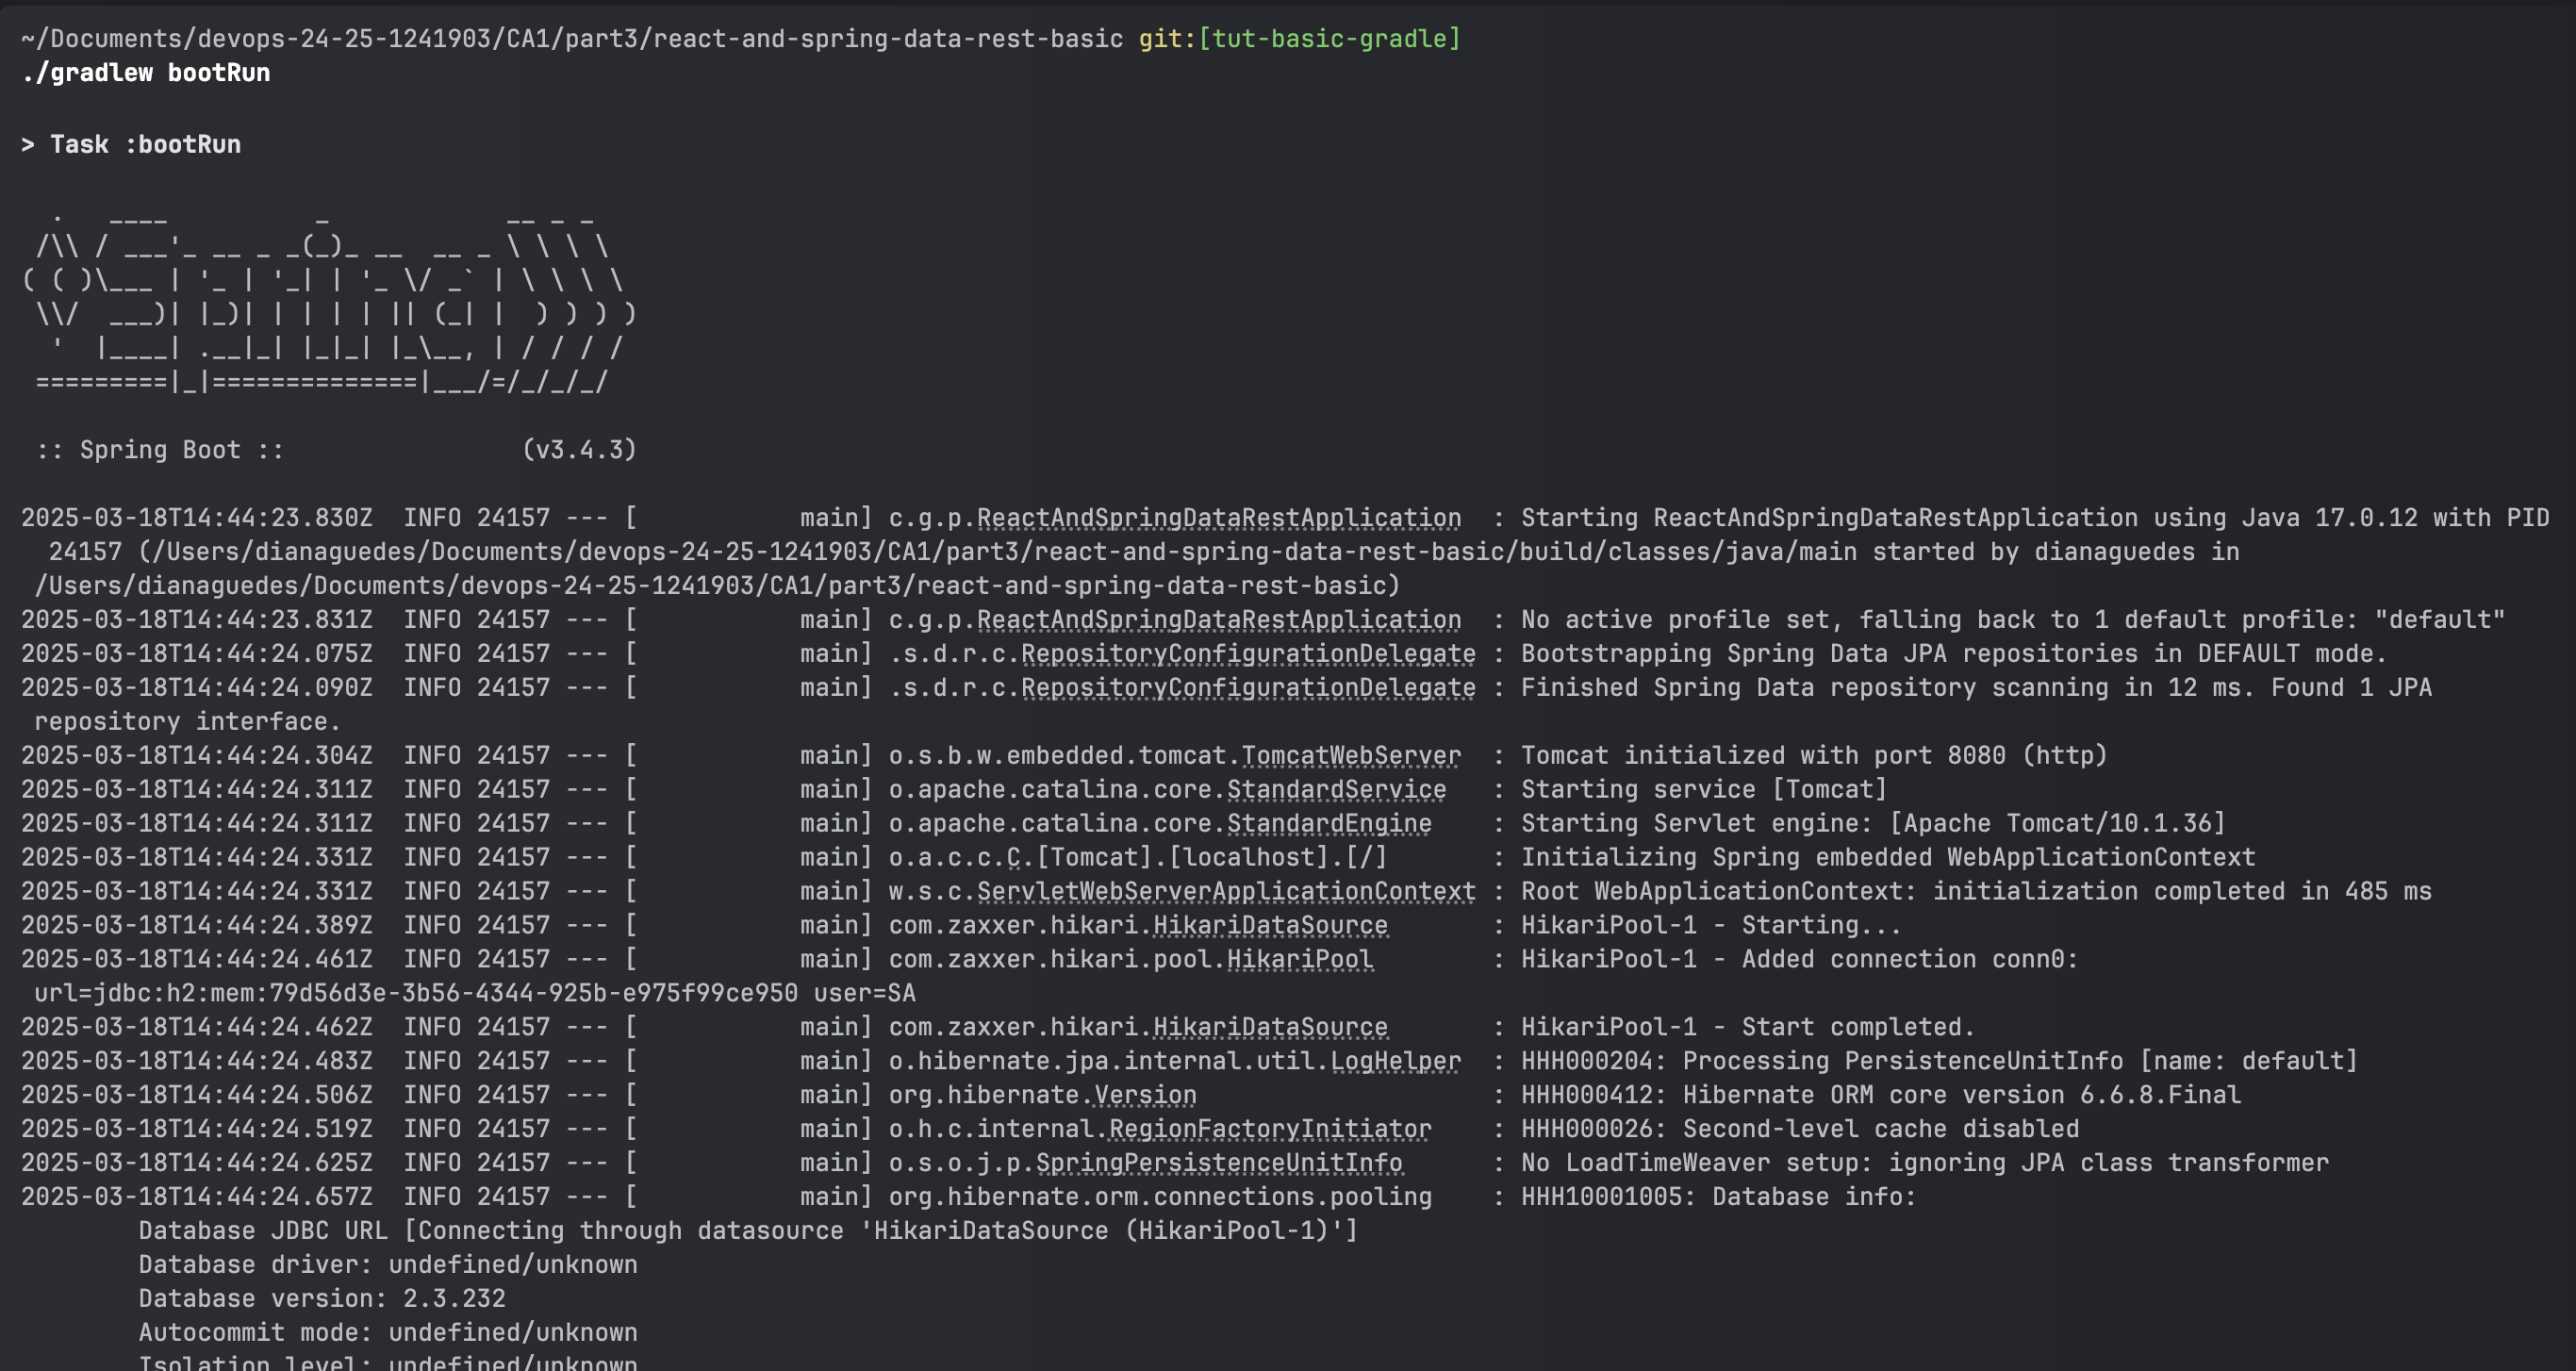 ~/Documents/devops-24-25-1241903/CA1/part3/react-and-spring-data-rest-basic git:[tut-basic-gradle]
./gradlew bootRun

> Task :bootRun

  .   ____          _            __ _ _
 /\\ / ___'_ __ _ _(_)_ __  __ _ \ \ \ \
( ( )\___ | '_ | '_| | '_ \/ _` | \ \ \ \
 \\/  ___)| |_)| | | | | || (_| |  ) ) ) )
  '  |____| .__|_| |_|_| |_\__, | / / / /
 =========|_|==============|___/=/_/_/_/

 :: Spring Boot ::                (v3.4.3)

2025-03-18T14:44:23.830Z  INFO 24157 --- [           main] c.g.p.ReactAndSpringDataRestApplication  : Starting ReactAndSpringDataRestApplication using Java 17.0.12 with PID
  24157 (/Users/dianaguedes/Documents/devops-24-25-1241903/CA1/part3/react-and-spring-data-rest-basic/build/classes/java/main started by dianaguedes in
 /Users/dianaguedes/Documents/devops-24-25-1241903/CA1/part3/react-and-spring-data-rest-basic)
2025-03-18T14:44:23.831Z  INFO 24157 --- [           main] c.g.p.ReactAndSpringDataRestApplication  : No active profile set, falling back to 1 default profile: "default"
2025-03-18T14:44:24.075Z  INFO 24157 --- [           main] .s.d.r.c.RepositoryConfigurationDelegate : Bootstrapping Spring Data JPA repositories in DEFAULT mode.
2025-03-18T14:44:24.090Z  INFO 24157 --- [           main] .s.d.r.c.RepositoryConfigurationDelegate : Finished Spring Data repository scanning in 12 ms. Found 1 JPA
 repository interface.
2025-03-18T14:44:24.304Z  INFO 24157 --- [           main] o.s.b.w.embedded.tomcat.TomcatWebServer  : Tomcat initialized with port 8080 (http)
2025-03-18T14:44:24.311Z  INFO 24157 --- [           main] o.apache.catalina.core.StandardService   : Starting service [Tomcat]
2025-03-18T14:44:24.311Z  INFO 24157 --- [           main] o.apache.catalina.core.StandardEngine    : Starting Servlet engine: [Apache Tomcat/10.1.36]
2025-03-18T14:44:24.331Z  INFO 24157 --- [           main] o.a.c.c.C.[Tomcat].[localhost].[/]       : Initializing Spring embedded WebApplicationContext
2025-03-18T14:44:24.331Z  INFO 24157 --- [           main] w.s.c.ServletWebServerApplicationContext : Root WebApplicationContext: initialization completed in 485 ms
2025-03-18T14:44:24.389Z  INFO 24157 --- [           main] com.zaxxer.hikari.HikariDataSource       : HikariPool-1 - Starting...
2025-03-18T14:44:24.461Z  INFO 24157 --- [           main] com.zaxxer.hikari.pool.HikariPool        : HikariPool-1 - Added connection conn0:
 url=jdbc:h2:mem:79d56d3e-3b56-4344-925b-e975f99ce950 user=SA
2025-03-18T14:44:24.462Z  INFO 24157 --- [           main] com.zaxxer.hikari.HikariDataSource       : HikariPool-1 - Start completed.
2025-03-18T14:44:24.483Z  INFO 24157 --- [           main] o.hibernate.jpa.internal.util.LogHelper  : HHH000204: Processing PersistenceUnitInfo [name: default]
2025-03-18T14:44:24.506Z  INFO 24157 --- [           main] org.hibernate.Version                    : HHH000412: Hibernate ORM core version 6.6.8.Final
2025-03-18T14:44:24.519Z  INFO 24157 --- [           main] o.h.c.internal.RegionFactoryInitiator    : HHH000026: Second-level cache disabled
2025-03-18T14:44:24.625Z  INFO 24157 --- [           main] o.s.o.j.p.SpringPersistenceUnitInfo      : No LoadTimeWeaver setup: ignoring JPA class transformer
2025-03-18T14:44:24.657Z  INFO 24157 --- [           main] org.hibernate.orm.connections.pooling    : HHH10001005: Database info:
        Database JDBC URL [Connecting through datasource 'HikariDataSource (HikariPool-1)']
        Database driver: undefined/unknown
        Database version: 2.3.232
        Autocommit mode: undefined/unknown
        Isolation level: undefined/unknown